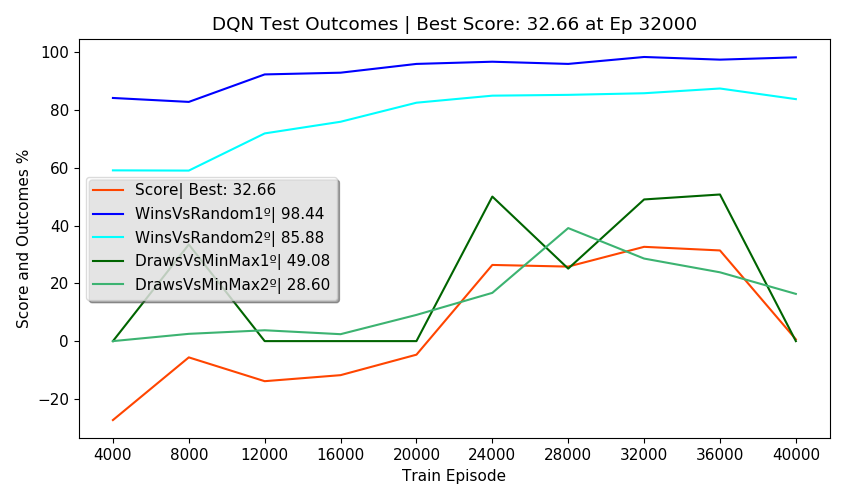 DQN Test Outcomes | Best Score: 32.66 at Ep 32000
100
80
60
40
20
0
−20
Score and Outcomes %
Score| Best: 32.66
WinsVsRandom1º| 98.44
WinsVsRandom2º| 85.88
DrawsVsMinMax1º| 49.08
DrawsVsMinMax2º| 28.60
4000 8000 12000 16000 20000 24000 28000 32000 36000 40000
Train Episode